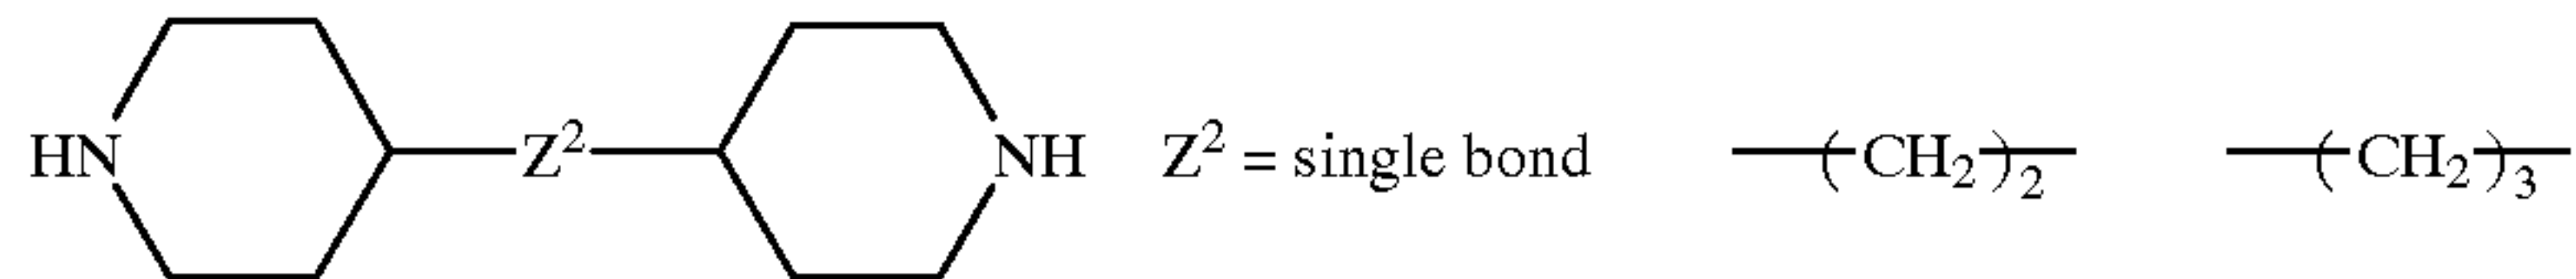 HN Z² NH Z² = single bond (CH₂)₂ (CH₂)₃